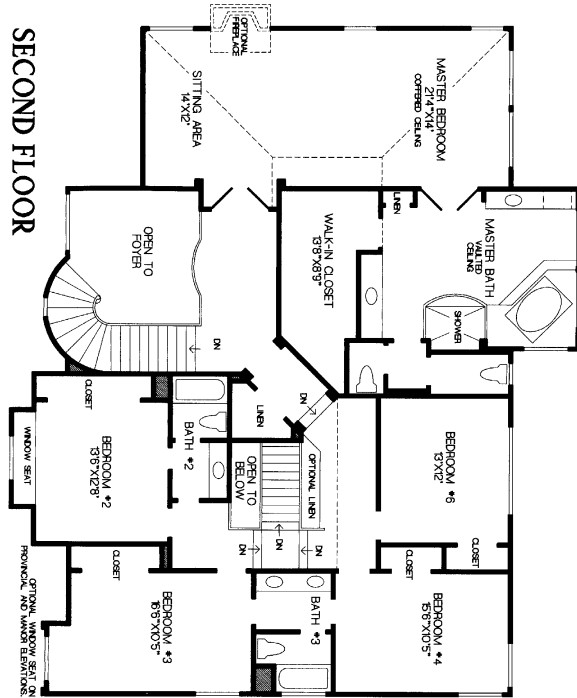 SECOND FLOOR
OPTIONAL
FIREPLACE
SITTING AREA
14'X12'
MASTER BEDROOM
21'4"X14'
COFFERED CEILING
OPEN TO
FOYER
WALK-IN CLOSET
13'8"X8'9"
LINEN
MASTER BATH
VAULTED
CEILING
SHOWER
DN
CLOSET
WINDOW SEAT
BEDROOM #2
13'6"X12'8"
BATH #2
LINEN
DN
OPTIONAL LINEN
OPEN TO
BELOW
DN
DN
DN
BEDROOM #6
13'X12'
CLOSET
CLOSET
BEDROOM #4
15'6"X10'5"
BATH #3
BEDROOM #3
16'6"X10'5"
CLOSET
OPTIONAL WINDOW SEAT ON
PROVINCIAL AND MANOR ELEVATIONS.